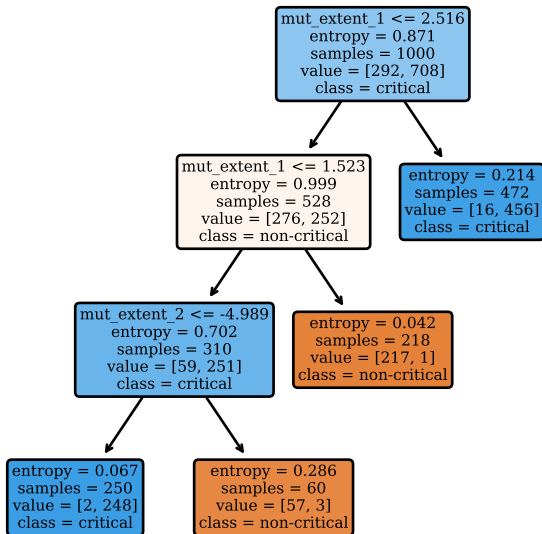 mut_extent_1 <= 2.516
entropy = 0.871
samples = 1000
value = [292, 708]
class = critical
mut_extent_1 <= 1.523
entropy = 0.999
samples = 528
value = [276, 252]
class = non-critical
entropy = 0.214
samples = 472
value = [16, 456]
class = critical
mut_extent_2 <= -4.989
entropy = 0.702
samples = 310
value = [59, 251]
class = critical
entropy = 0.042
samples = 218
value = [217, 1]
class = non-critical
entropy = 0.067
samples = 250
value = [2, 248]
class = critical
entropy = 0.286
samples = 60
value = [57, 3]
class = non-critical